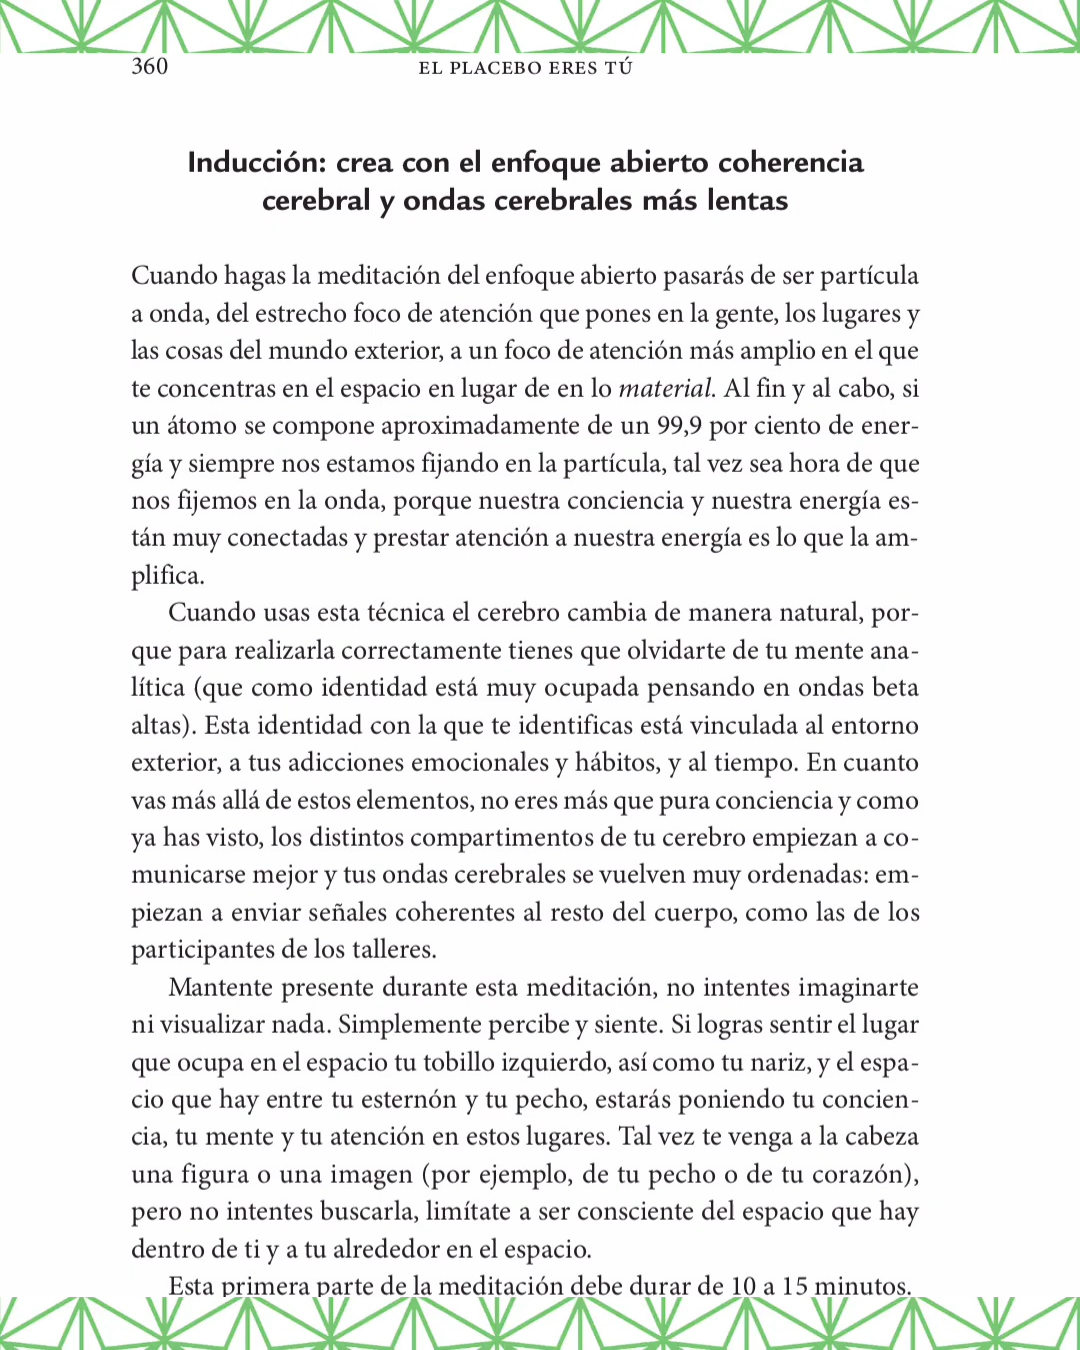 360
EL PLACEBO ERES TÚ
Inducción: crea con el enfoque abierto coherencia
cerebral y ondas cerebrales más lentas
Cuando hagas la meditación del enfoque abierto pasarás de ser partícula
a onda, del estrecho foco de atención que pones en la gente, los lugares y
las cosas del mundo exterior, a un foco de atención más amplio en el que
te concentras en el espacio en lugar de en lo material. Al fin y al cabo, si
un átomo se compone aproximadamente de un 99,9 por ciento de ener-
gía y siempre nos estamos fijando en la partícula, tal vez sea hora de que
nos fijemos en la onda, porque nuestra conciencia y nuestra energía es-
tán muy conectadas y prestar atención a nuestra energía es lo que la am-
plifica.
Cuando usas esta técnica el cerebro cambia de manera natural, por-
que para realizarla correctamente tienes que olvidarte de tu mente ana-
lítica (que como identidad está muy ocupada pensando en ondas beta
altas). Esta identidad con la que te identificas está vinculada al entorno
exterior, a tus adicciones emocionales y hábitos, y al tiempo. En cuanto
vas más allá de estos elementos, no eres más que pura conciencia y como
ya has visto, los distintos compartimentos de tu cerebro empiezan a co-
municarse mejor y tus ondas cerebrales se vuelven muy ordenadas: em-
piezan a enviar señales coherentes al resto del cuerpo, como las de los
participantes de los talleres.
Mantente presente durante esta meditación, no intentes imaginarte
ni visualizar nada. Simplemente percibe y siente. Si logras sentir el lugar
que ocupa en el espacio tu tobillo izquierdo, así como tu nariz, y el espa-
cio que hay entre tu esternón y tu pecho, estarás poniendo tu concien-
cia, tu mente y tu atención en estos lugares. Tal vez te venga a la cabeza
una figura o una imagen (por ejemplo, de tu pecho o de tu corazón),
pero no intentes buscarla, limítate a ser consciente del espacio que hay
dentro de ti y a tu alrededor en el espacio.
Esta primera parte de la meditación debe durar de 10 a 15 minutos.